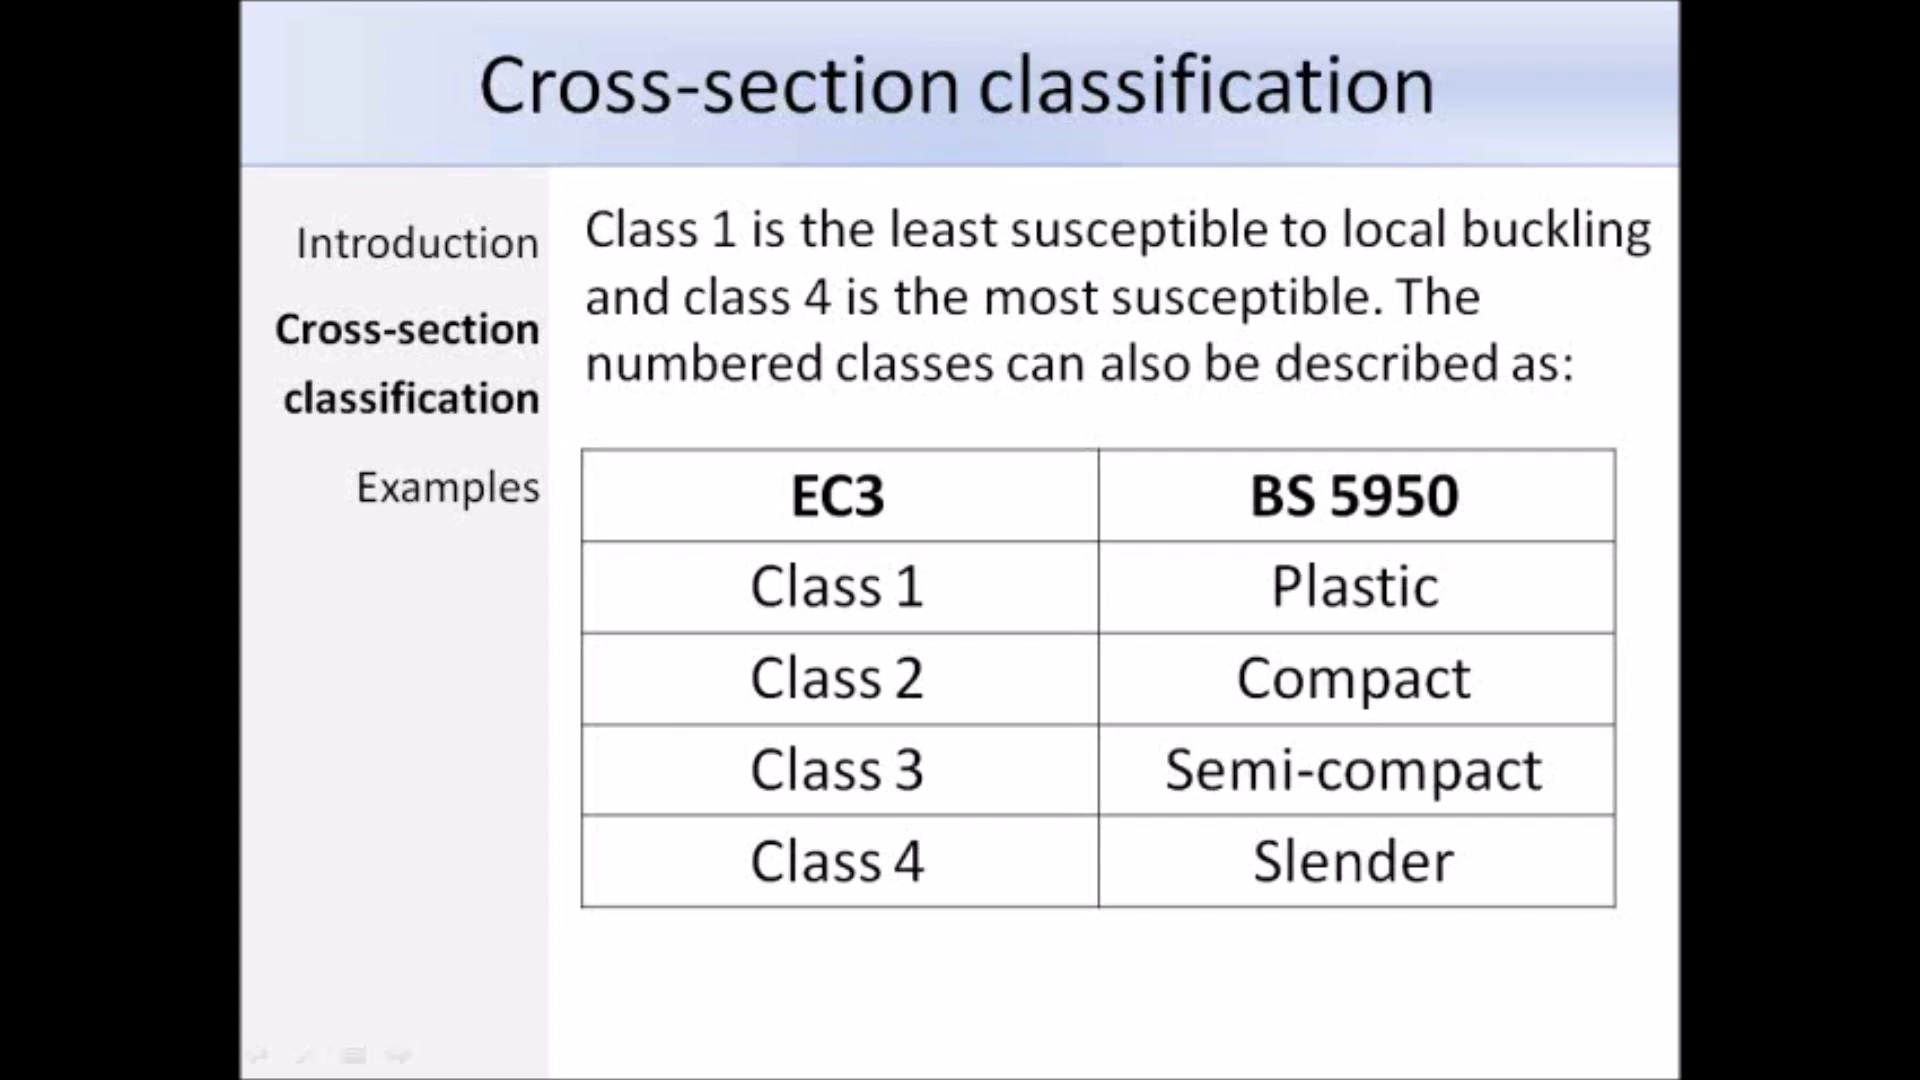 Cross-section classification
Introduction
Cross-section
classification
Examples
Class 1 is the least susceptible to local buckling
and class 4 is the most susceptible. The
numbered classes can also be described as:
EC3 BS 5950
Class 1 Plastic
Class 2 Compact
Class 3 Semi-compact
Class 4 Slender